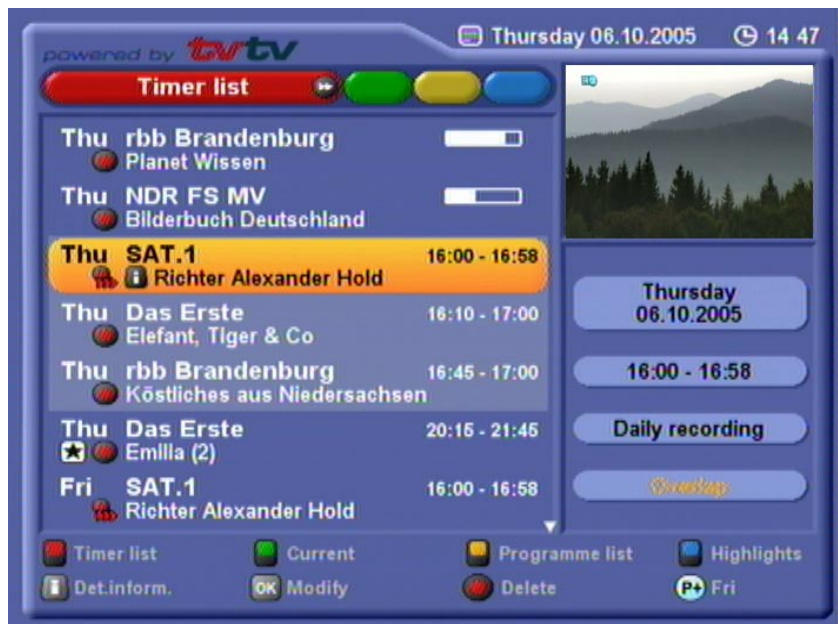 powered by tvtv
Thursday 06.10.2005
14 47
Timer list
Thu rbb Brandenburg
Planet Wissen
Thu NDR FS MV
Bilderbuch Deutschland
Thu SAT.1 16:00 - 16:58
Richter Alexander Hold
Thu Das Erste 16:10 - 17:00
Elefant, Tiger & Co
Thu rbb Brandenburg 16:45 - 17:00
Köstliches aus Niedersachsen
Thu Das Erste 20:15 - 21:45
Emilia (2)
Fri SAT.1 16:00 - 16:58
Richter Alexander Hold
Thursday
06.10.2005
16:00 - 16:58
Daily recording
Overlap
Timer list Current Programme list Highlights
i Det.inform. OK Modify Delete P+ Fri